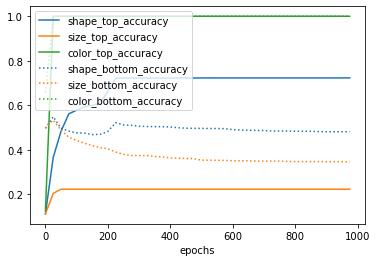 1.0
0.8
0.6
0.4
0.2
shape_top_accuracy
size_top_accuracy
color_top_accuracy
shape_bottom_accuracy
size_bottom_accuracy
color_bottom_accuracy
0 200 400 600 800 1000
epochs